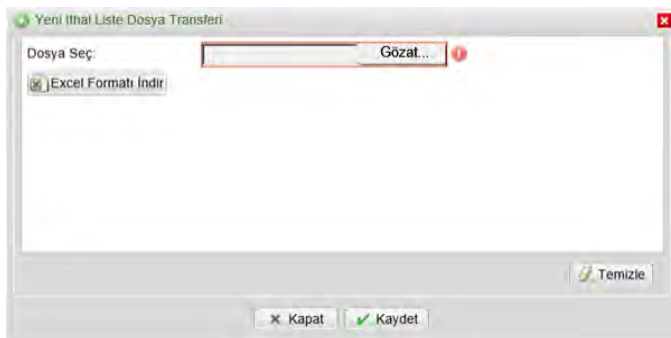 Yeni İthal Liste Dosya Transferi
Dosya Seç:
Gözat...
Excel Formatı İndir
Temizle
Kapat
Kaydet